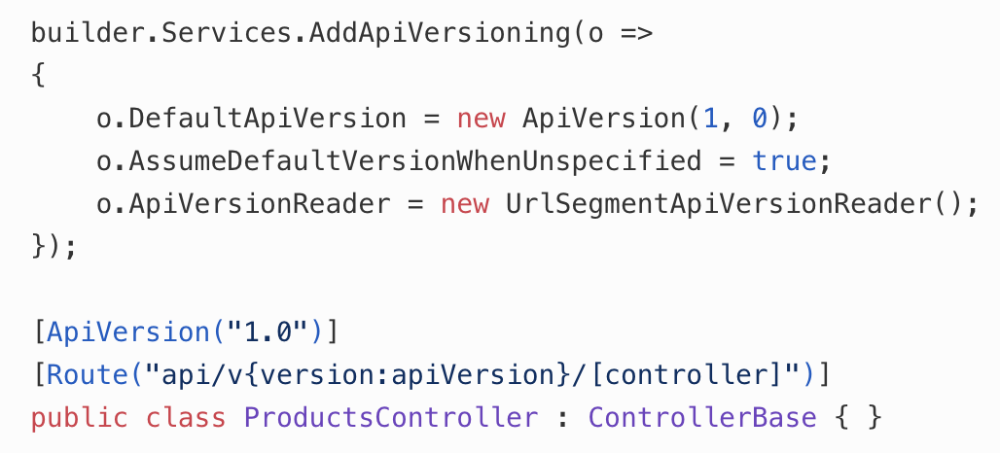 builder.Services.AddApiVersioning(o =>
{
    o.DefaultApiVersion = new ApiVersion(1, 0);
    o.AssumeDefaultVersionWhenUnspecified = true;
    o.ApiVersionReader = new UrlSegmentApiVersionReader();
});

[ApiVersion("1.0")]
[Route("api/v{version:apiVersion}/[controller]")]
public class ProductsController : ControllerBase { }